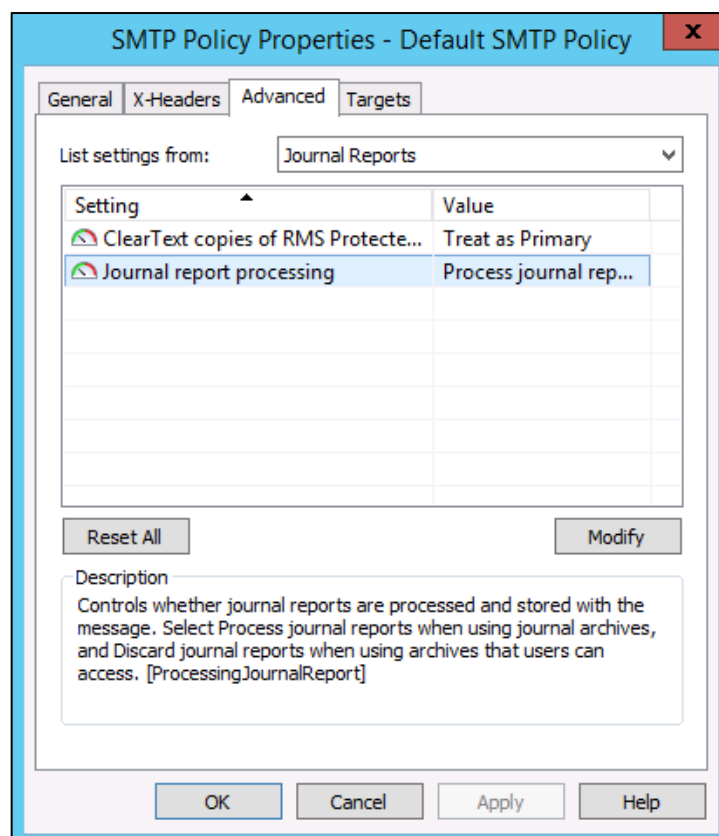 SMTP Policy Properties - Default SMTP Policy
x
General X-Headers Advanced Targets
List settings from: Journal Reports
Setting Value
ClearText copies of RMS Protecte... Treat as Primary
Journal report processing Process journal rep...
Reset All Modify
Description
Controls whether journal reports are processed and stored with the
message. Select Process journal reports when using journal archives,
and Discard journal reports when using archives that users can
access. [ProcessingJournalReport]
OK Cancel Apply Help